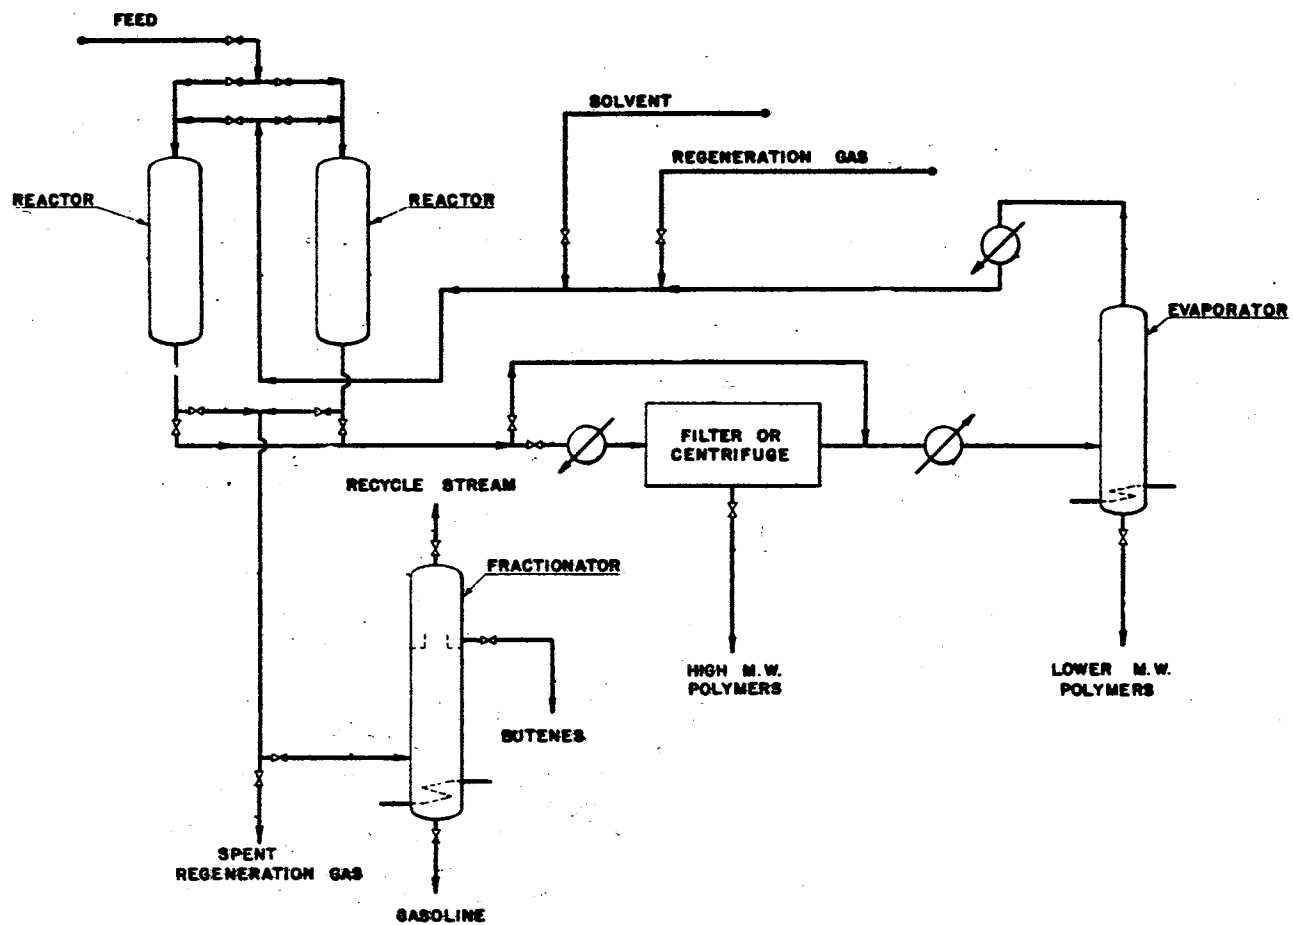 FEED
SOLVENT
REGENERATION GAS
REACTOR
REACTOR
EVAPORATOR
FILTER OR
CENTRIFUGE
RECYCLE STREAM
FRACTIONATOR
HIGH M.W.
POLYMERS
LOWER M.W.
POLYMERS
BUTENES
SPENT
REGENERATION GAS
GASOLINE